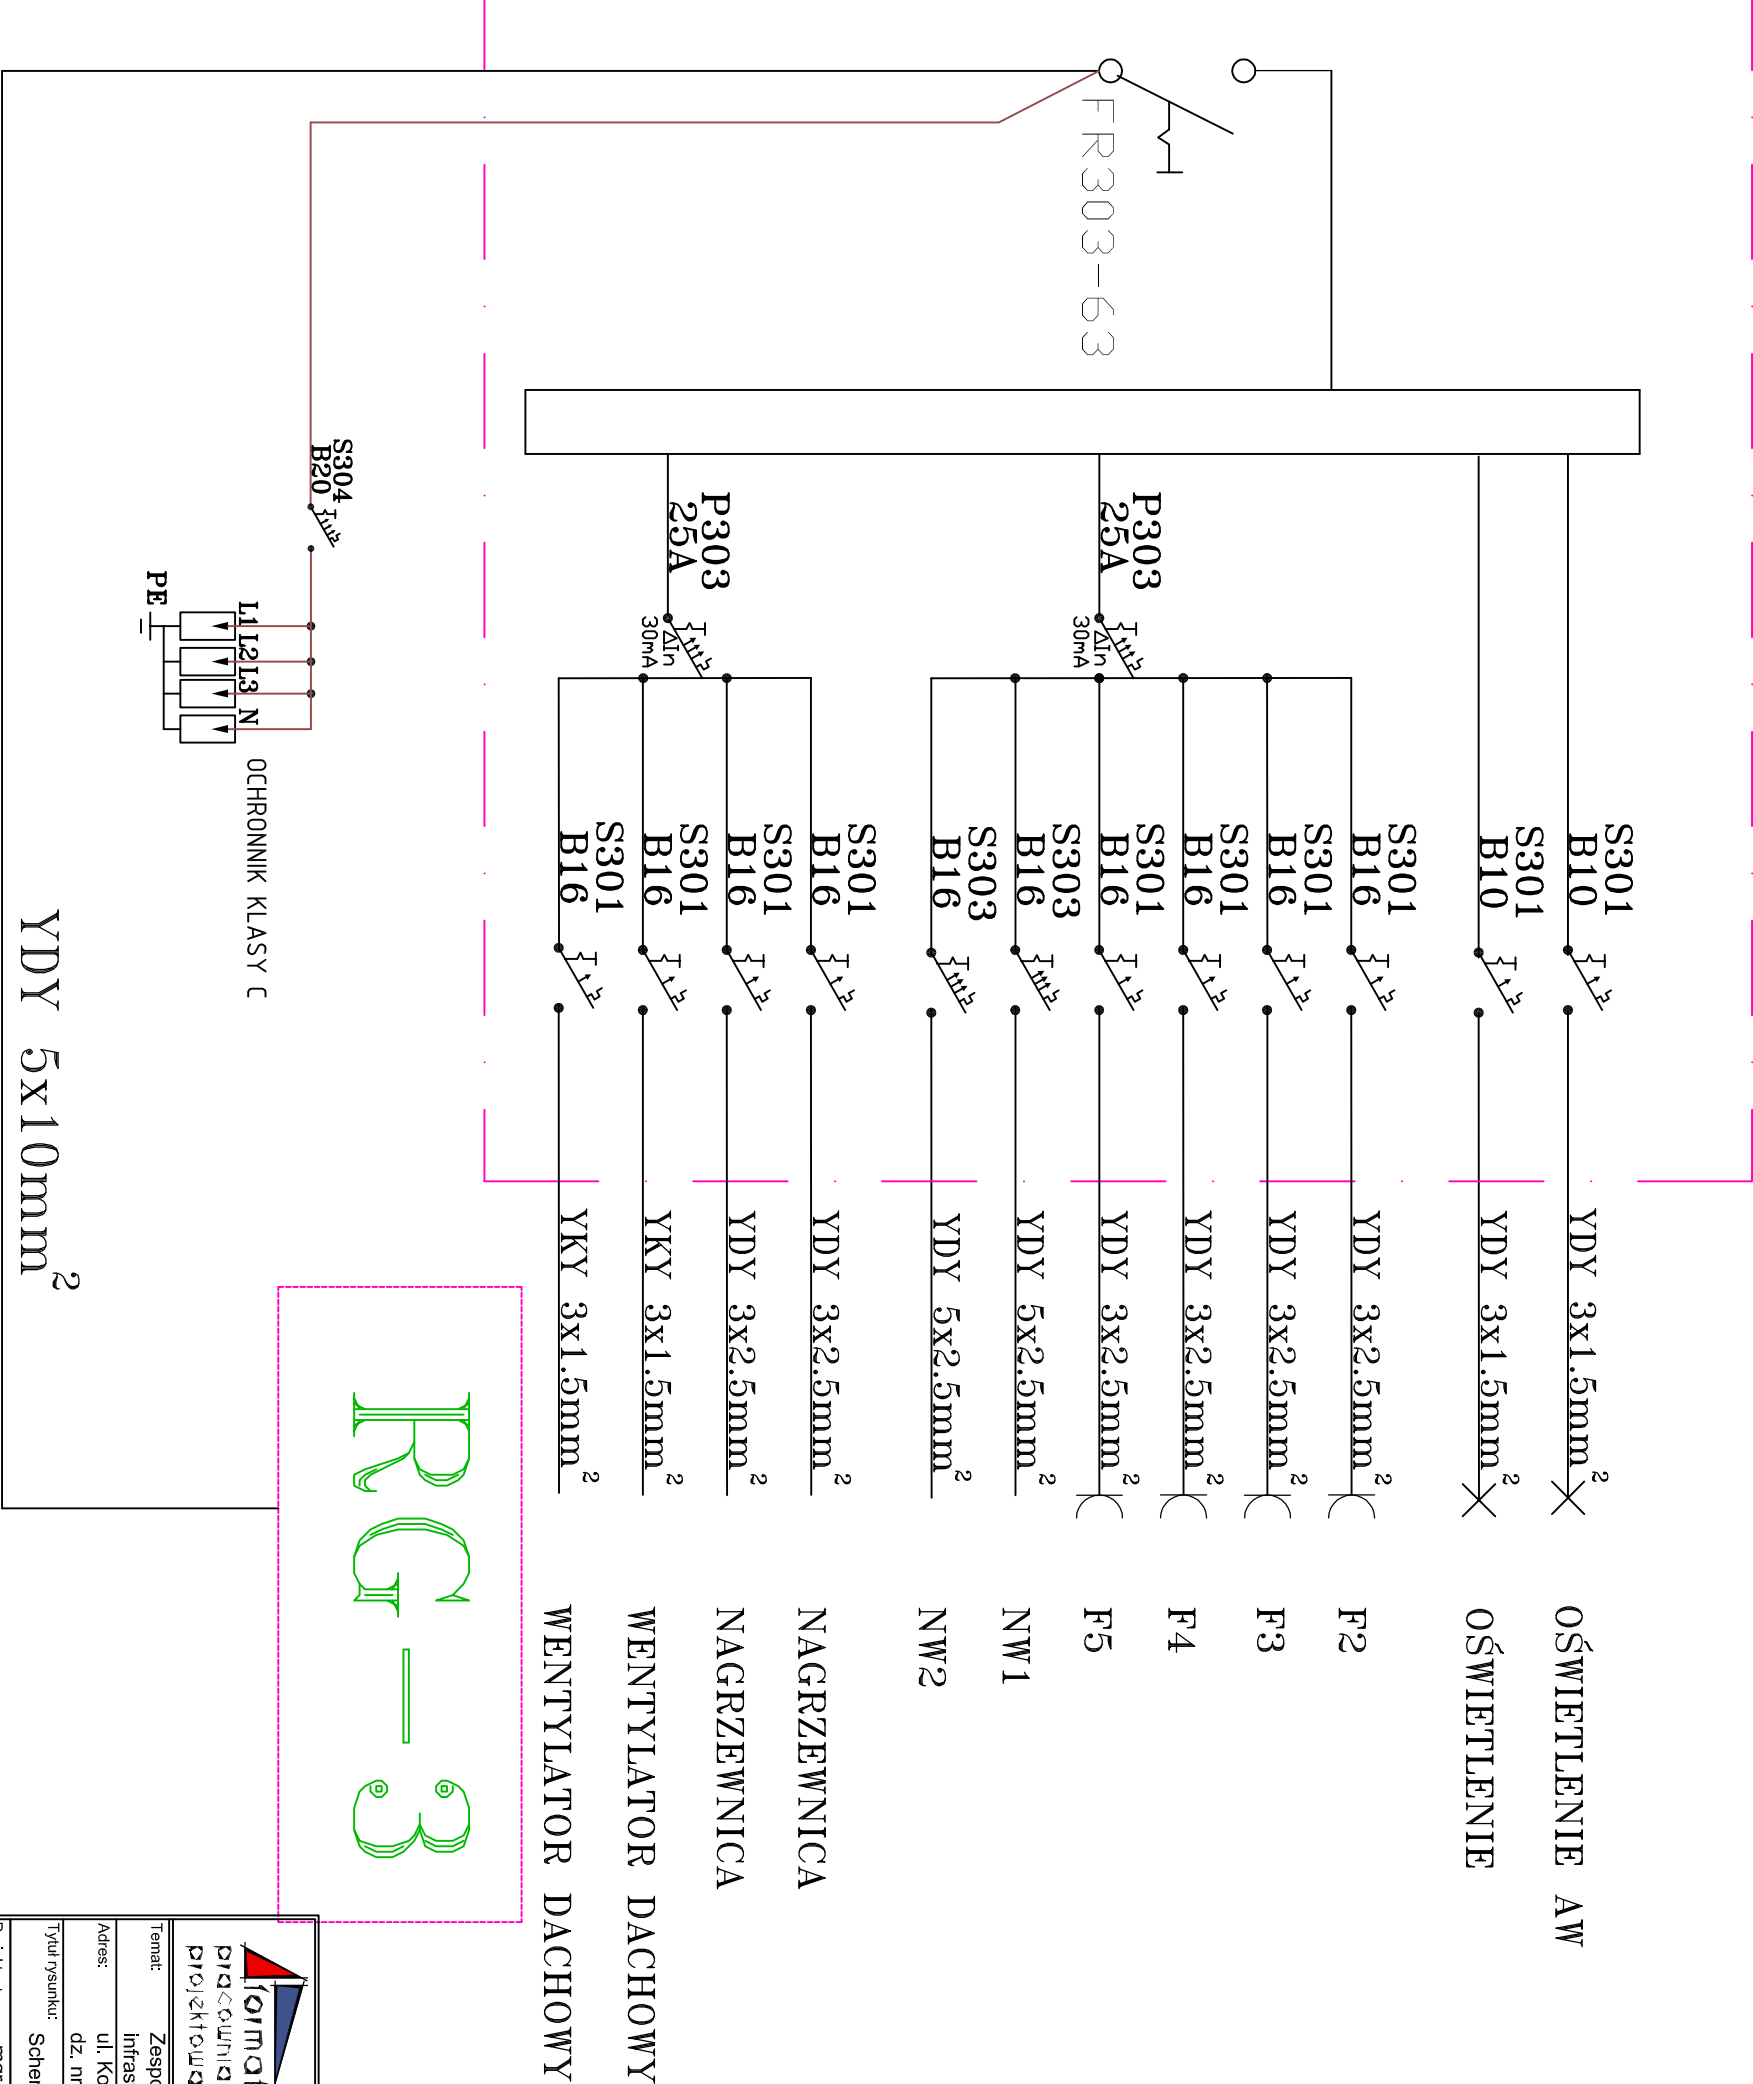 FR303-63
S301
B10
YDY 3x1.5mm²
OŚWIETLENIE AW
S301
B10
YDY 3x1.5mm²
OŚWIETLENIE
P303
25A
ΔIn
30mA
S301
B16
YDY 3x2.5mm²
F2
S301
B16
YDY 3x2.5mm²
F3
S301
B16
YDY 3x2.5mm²
F4
S301
B16
YDY 3x2.5mm²
F5
S303
B16
YDY 5x2.5mm²
NW1
S303
B16
YDY 5x2.5mm²
NW2
P303
25A
ΔIn
30mA
S301
B16
YDY 3x2.5mm²
NAGRZEWNICA
S301
B16
YDY 3x2.5mm²
NAGRZEWNICA
S301
B16
YKY 3x1.5mm²
WENTYLATOR DACHOWY
S301
B16
YKY 3x1.5mm²
WENTYLATOR DACHOWY
S304
B20
L1 L2 L3 N
PE
OCHRONNIK KLASY C
RG-3
YDY 5x10mm²
format
pracownia
Temat:
Adres:
ul.
dz. nr
Tytuł rysunku: